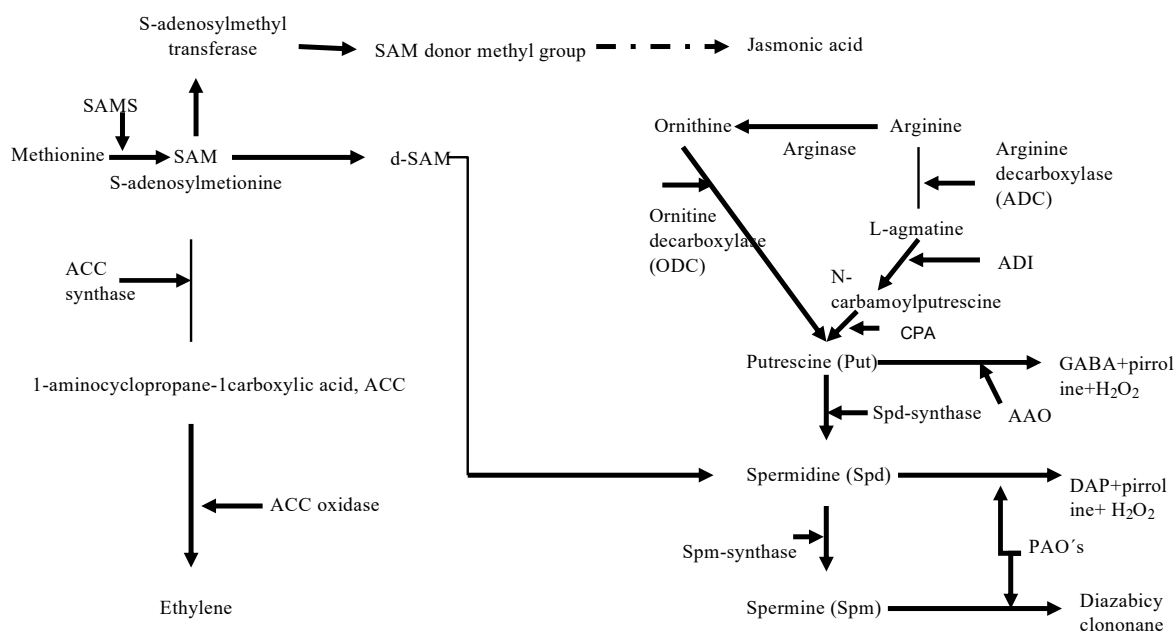 S-adenosylmethyl
transferase
SAM donor methyl group
Jasmonic acid
SAMS
Methionine
SAM
S-adenosylmetionine
d-SAM
Ornithine
Arginine
Arginase
Arginine
decarboxylase
(ADC)
Ornitine
decarboxylase
(ODC)
L-agmatine
ADI
N-
carbamoylputrescine
CPA
ACC
synthase
1-aminocyclopropane-1carboxylic acid, ACC
Putrescine (Put)
GABA+pirrol
ine+H₂O₂
Spd-synthase
AAO
Spermidine (Spd)
DAP+pirrol
ine+ H₂O₂
ACC oxidase
Spm-synthase
PAO´s
Ethylene
Spermine (Spm)
Diazabicy
clononane